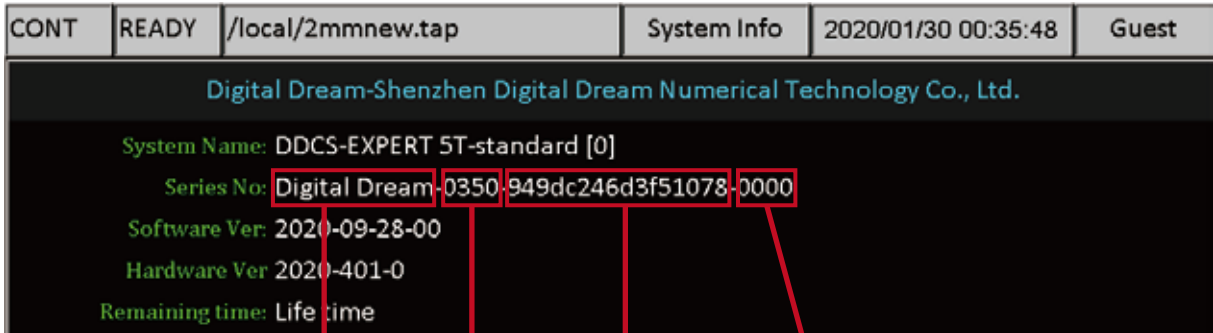 CONT READY /local/2mmnew.tap System Info 2020/01/30 00:35:48 Guest
Digital Dream-Shenzhen Digital Dream Numerical Technology Co., Ltd.
System Name: DDCS-EXPERT 5T-standard [0]
Series No: Digital Dream-0350-949dc246d3f51078-0000
Software Ver: 2020-09-28-00
Hardware Ver 2020-401-0
Remaining time: Life time